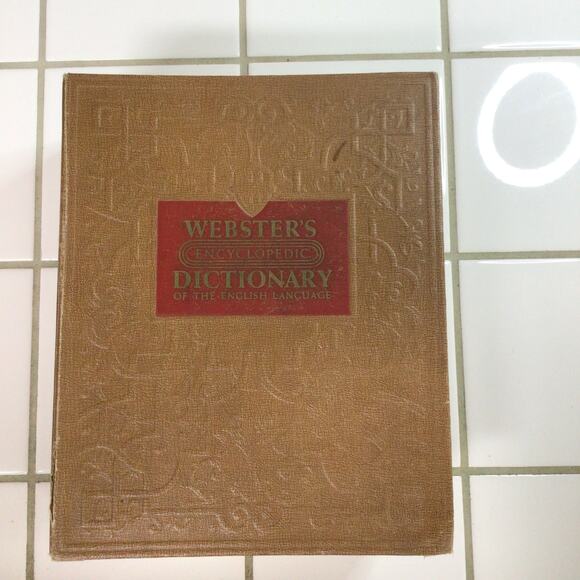 WEBSTER'S
ENCYCLOPEDIC
DICTIONARY
OF THE ENGLISH LANGUAGE